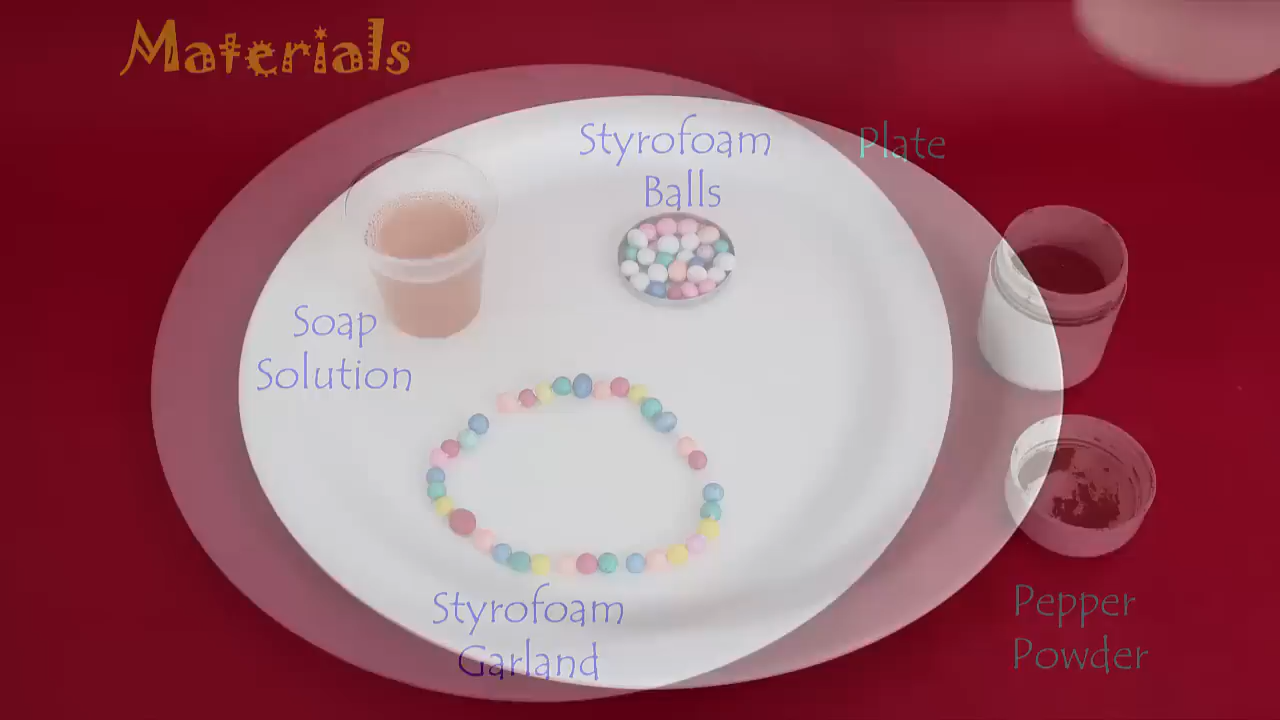 Materials
Styrofoam
Balls
Plate
Soap
Solution
Styrofoam
Garland
Pepper
Powder